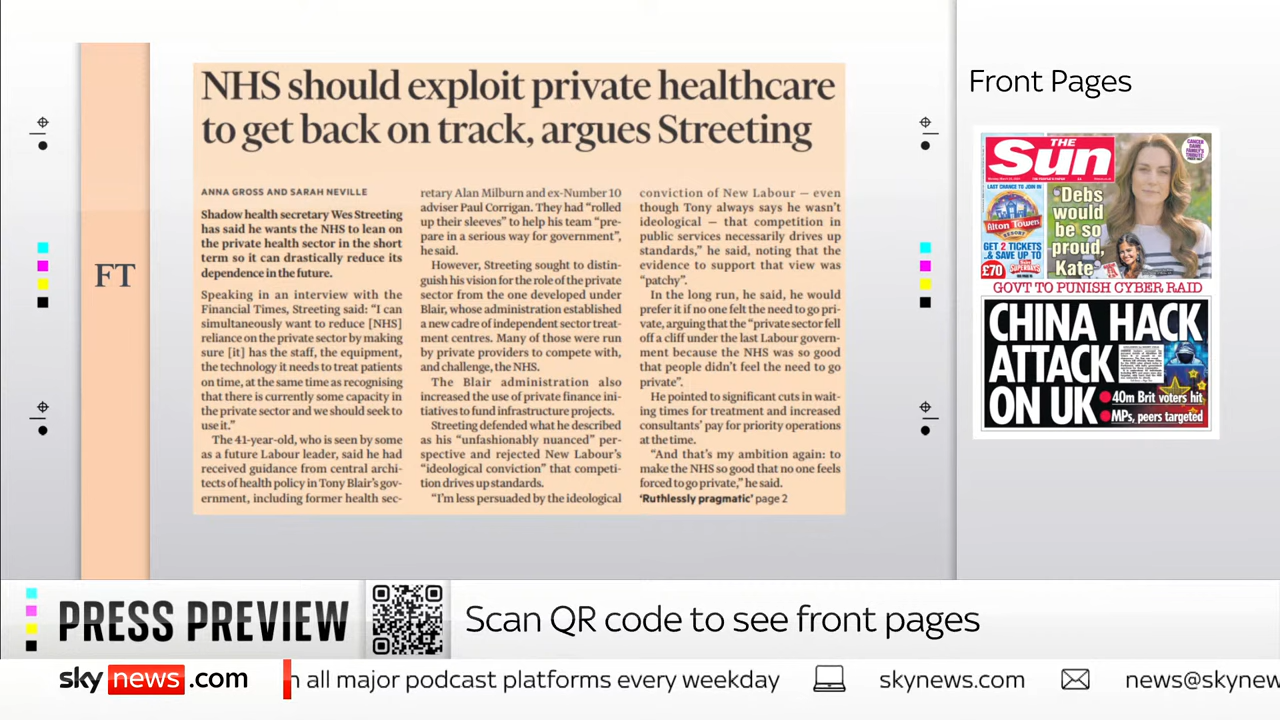 FT
NHS should exploit private healthcare
to get back on track, argues Streeting
ANNA GROSS AND SARAH NEVILLE
Shadow health secretary Wes Streeting
has said he wants the NHS to lean on
the private health sector in the short
term so it can drastically reduce its
dependence in the future.
Speaking in an interview with the
Financial Times, Streeting said: “I can
simultaneously want to reduce [NHS]
reliance on the private sector by making
sure [it] has the staff, the equipment,
the technology it needs to treat patients
on time, at the same time as recognising
that there is currently some capacity in
the private sector and we should seek to
use it.”
The 41-year-old, who is seen by some
as a future Labour leader, said he had
received guidance from central archi-
tects of health policy in Tony Blair’s gov-
ernment, including former health sec-
retary Alan Milburn and ex-Number 10
adviser Paul Corrigan. They had “rolled
up their sleeves” to help his team “pre-
pare in a serious way for government”,
he said.
However, Streeting sought to distin-
guish his vision for the role of the private
sector from the one developed under
Blair, whose administration established
a new cadre of independent sector treat-
ment centres. Many of those were run
by private providers to compete with,
and challenge, the NHS.
The Blair administration also
increased the use of private finance ini-
tiatives to fund infrastructure projects.
Streeting defended what he described
as his “unfashionably nuanced” per-
spective and rejected New Labour’s
“ideological conviction” that competi-
tion drives up standards.
“I’m less persuaded by the ideological
conviction of New Labour — even
though Tony always says he wasn’t
ideological — that competition in
public services necessarily drives up
standards,” he said, noting that the
evidence to support that view was
“patchy”.
In the long run, he said, he would
prefer it if no one felt the need to go pri-
vate, arguing that the “private sector fell
off a cliff under the last Labour govern-
ment because the NHS was so good
that people didn’t feel the need to go
private”.
He pointed to significant cuts in wait-
ing times for treatment and increased
consultants’ pay for priority operations
at the time.
“And that’s my ambition again: to
make the NHS so good that no one feels
forced to go private,” he said.
‘Ruthlessly pragmatic’ page 2
Front Pages
THE
Sun
LAST CHANCE TO JOIN IN
Alton Towers
RESORT
GET 2 TICKETS
& SAVE UP TO
£70
‘Debs
would
be so
proud,
Kate’
GOVT TO PUNISH CYBER RAID
CHINA HACK
ATTACK
ON UK
40m Brit voters hit
MPs, peers targeted
PRESS PREVIEW
Scan QR code to see front pages
sky news.com
n all major podcast platforms every weekday
skynews.com
news@skynew